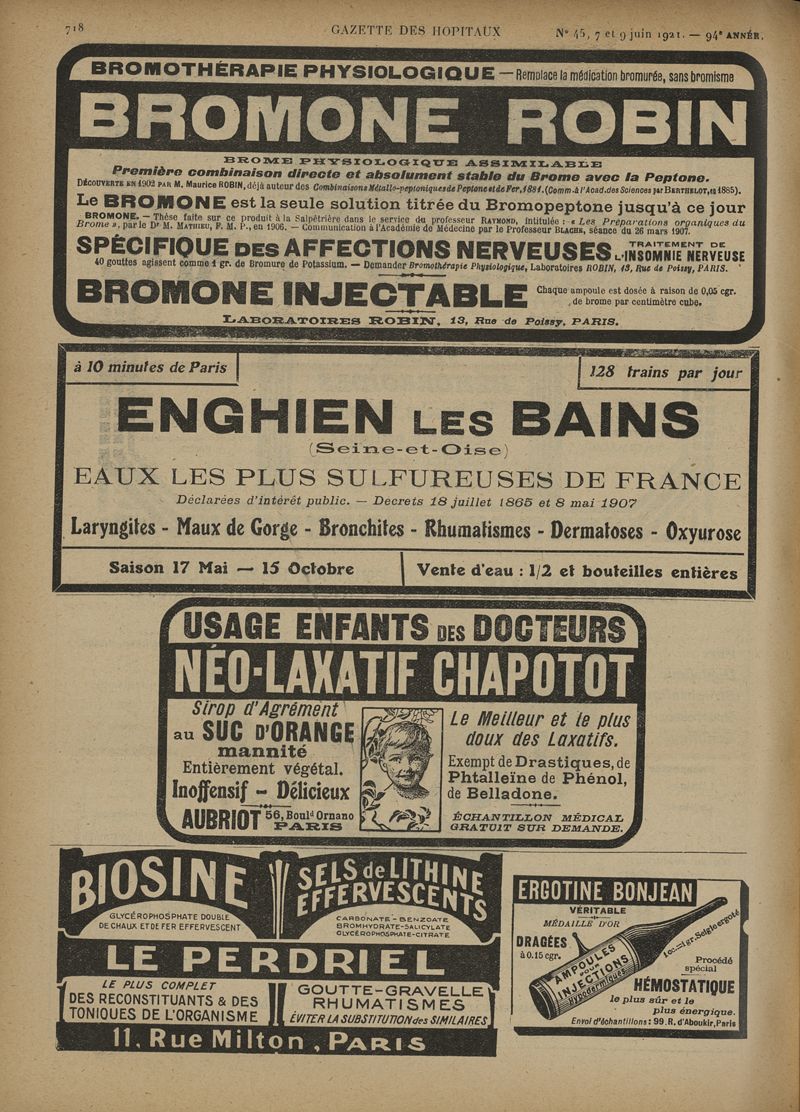 718
GAZETTE DES HOPITAUX
N° 45, 7 et 9 juin 1921. — 94e ANNÉE.
BROMOTHÉRAPIE PHYSIOLOGIQUE — Remplace la médication bromurée, sans bromisme
BROMONE ROBIN
BROME PHYSIOLOGIQUE ASSIMILABLE
Première combinaison directe et absolument stable du Brome avec la Peptone.
DÉCOUVERTE EN 1902 PAR M. Maurice ROBIN, déjà auteur des Combinaisons Métallo-peptoniques de Peptone et de Fer, 1881. (Comm. à l'Acad. des Sciences par BERTHELOT, en 1885).
Le BROMONE est la seule solution titrée du Bromopeptone jusqu'à ce jour
BROMONE. — Thèse faite sur ce produit à la Salpêtrière dans le service du professeur RAYMOND, intitulée : « Les Préparations organiques du
Brome », par le Dr M. MATHIEU, F. M. P., en 1906. — Communication à l'Académie de Médecine par le Professeur BLACHE, séance du 26 mars 1907.
SPÉCIFIQUE DES AFFECTIONS NERVEUSES TRAITEMENT DE L'INSOMNIE NERVEUSE
40 gouttes agissent comme 1 gr. de Bromure de Potassium. — Demander Bromothérapie Physiologique, Laboratoires ROBIN, 13, Rue de Poissy, PARIS.
BROMONE INJECTABLE
Chaque ampoule est dosée à raison de 0,05 cgr.
de brome par centimètre cube.
LABORATOIRES ROBIN, 13, Rue de Poissy, PARIS.
à 10 minutes de Paris
128 trains par jour
ENGHIEN LES BAINS
(Seine-et-Oise)
EAUX LES PLUS SULFUREUSES DE FRANCE
Déclarées d'intérêt public. — Decrets 18 juillet 1865 et 8 mai 1907
Laryngites - Maux de Gorge - Bronchites - Rhumatismes - Dermatoses - Oxyurose
Saison 17 Mai — 15 Octobre
Vente d'eau : 1/2 et bouteilles entières
USAGE ENFANTS DES DOCTEURS
NÉO-LAXATIF CHAPOTOT
Sirop d'Agrément
au SUC D'ORANGE
mannité
Entièrement végétal.
Inoffensif - Délicieux
AUBRIOT 56, Bould Ornano
PARIS
Le Meilleur et le plus
doux des Laxatifs.
Exempt de Drastiques, de
Phtalleïne de Phénol,
de Belladone.
ÉCHANTILLON MÉDICAL
GRATUIT SUR DEMANDE.
BIOSINE
GLYCÉROPHOSPHATE DOUBLE
DE CHAUX ET DE FER EFFERVESCENT
SELS de LITHINE
EFFERVESCENTS
CARBONATE - BENZOATE
BROMHYDRATE - SALICYLATE
GLYCÉROPHOSPHATE - CITRATE
LE PERDRIEL
LE PLUS COMPLET
DES RECONSTITUANTS & DES
TONIQUES DE L'ORGANISME
GOUTTE - GRAVELLE
RHUMATISMES
ÉVITER LA SUBSTITUTION des SIMILAIRES
11, Rue Milton, PARIS
ERGOTINE BONJEAN
VÉRITABLE
MÉDAILLE D'OR
DRAGÉES
à 0.15 cgr.
AMPOULES
POUR
INJECTIONS
Hypodermiques
1 cc.=1 gr. Seigle ergoté
Procédé
spécial
HÉMOSTATIQUE
le plus sûr et le
plus énergique.
Envoi d'échantillons : 99, R. d'Aboukir, Paris